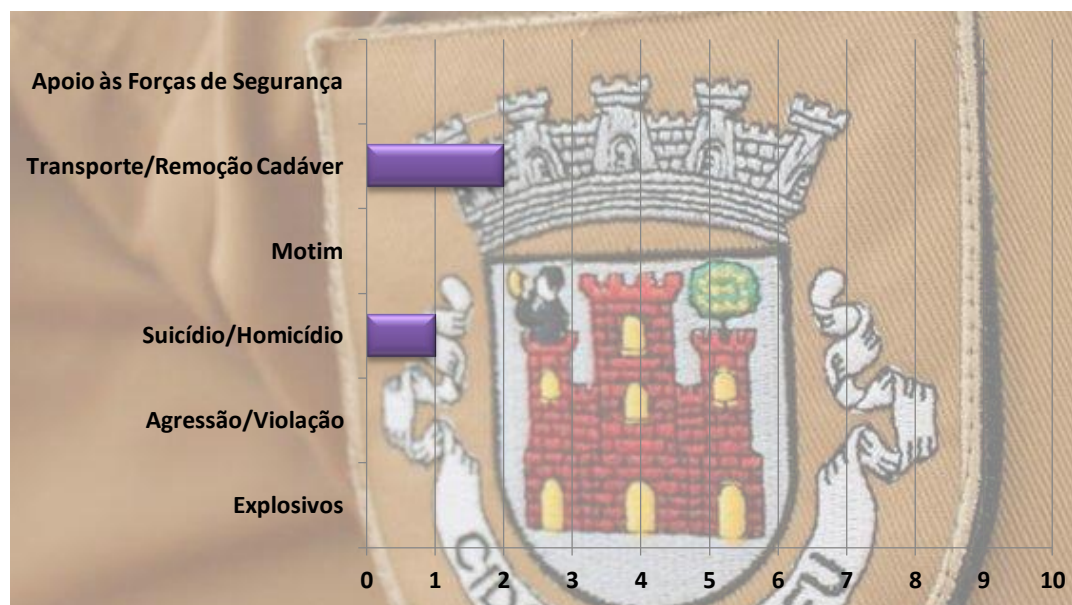 Apoio às Forças de Segurança
Transporte/Remoção Cadáver
Motim
Suicídio/Homicídio
Agressão/Violação
Explosivos
0 1 2 3 4 5 6 7 8 9 10